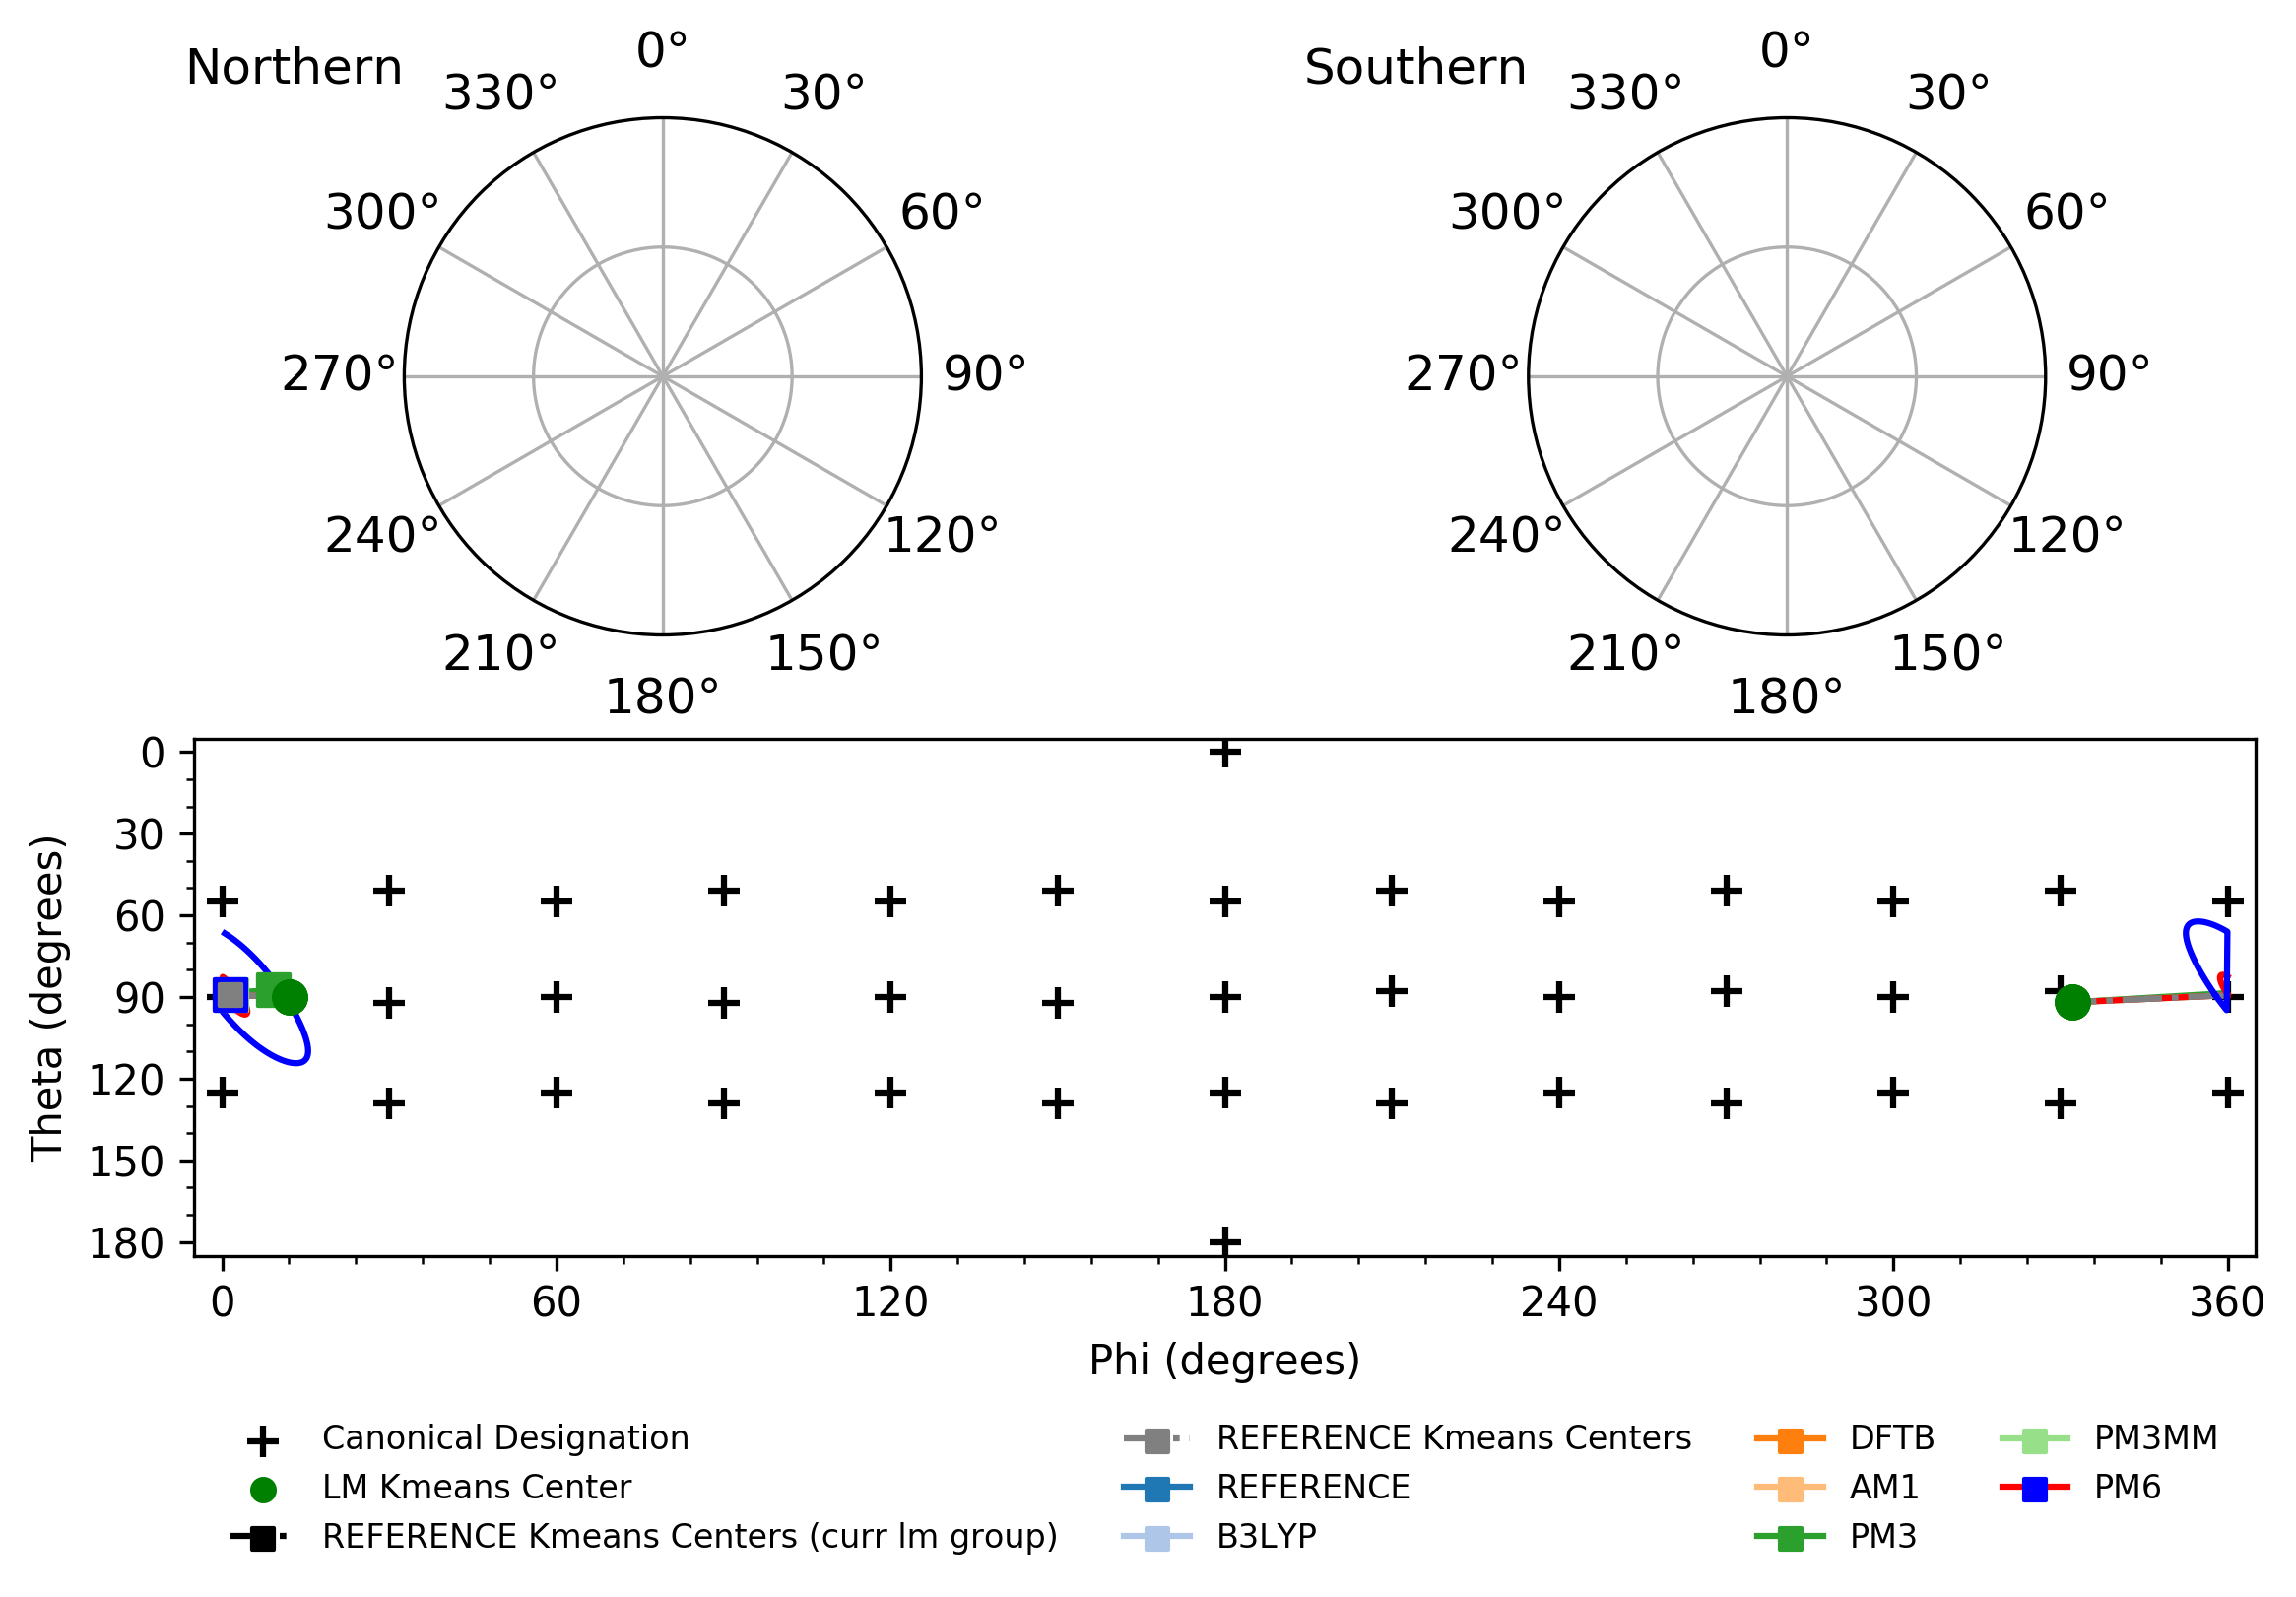 Northern
0°
330°
30°
300°
60°
270°
90°
240°
120°
210°
150°
180°
Southern
0°
330°
30°
300°
60°
270°
90°
240°
120°
210°
150°
180°
Theta (degrees)
0
30
60
90
120
150
180
0 60 120 180 240 300 360
Phi (degrees)
Canonical Designation
LM Kmeans Center
REFERENCE Kmeans Centers (curr lm group)
REFERENCE Kmeans Centers
REFERENCE
B3LYP
DFTB
AM1
PM3
PM3MM
PM6